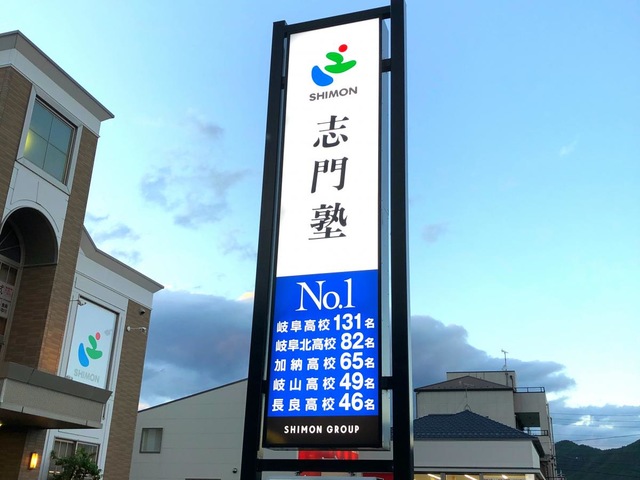 SHIMON
志門塾
No.1
岐阜高校 131名
岐阜北高校 82名
加納高校 65名
岐山高校 49名
長良高校 46名
SHIMON GROUP
SHIMON